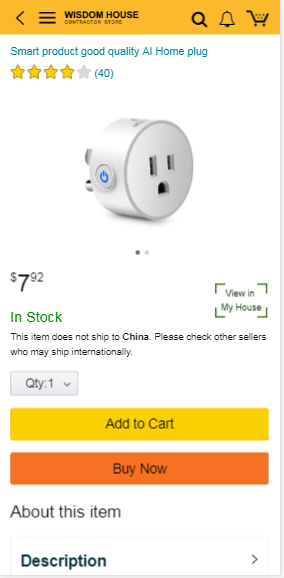 WISDOM HOUSE
CONTRACTOR STORE
Smart product good quality AI Home plug
(40)
$792
In Stock
View in
My House
This item does not ship to China. Please check other sellers
who may ship internationally.
Qty:1
Add to Cart
Buy Now
About this item
Description